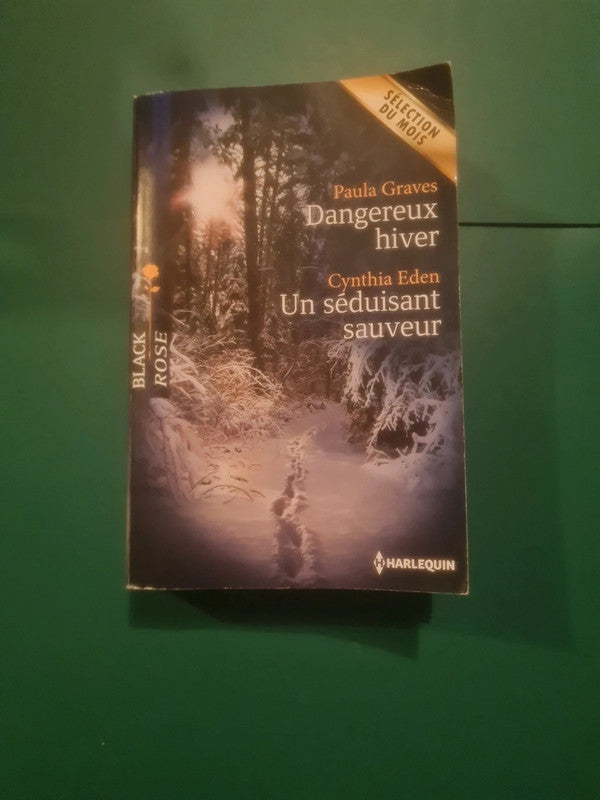 SÉLECTION
DU MOIS
Paula Graves
Dangereux
hiver
Cynthia Eden
Un séduisant
sauveur
BLACK
ROSE
H HARLEQUIN